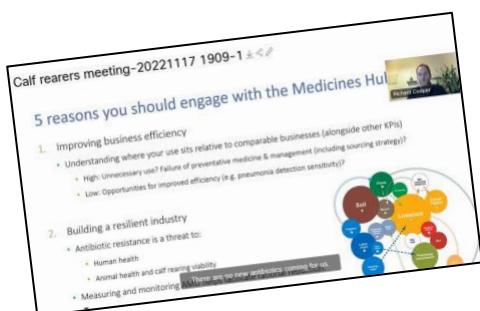 Calf rearers meeting-20221117 1909-1
5 reasons you should engage with the Medicines Hu
Richard Cooper
1. Improving business efficiency
• Understanding where your use sits relative to comparable businesses (alongside other KPIs)
• High: Unnecessary use? Failure of preventative medicine & management (including sourcing strategy)?
• Low: Opportunities for improved efficiency (e.g. pneumonia detection sensitivity)?
2. Building a resilient industry
• Antibiotic resistance is a threat to:
• Human health
• Animal health and calf rearing viability
• Measuring and monitoring
There are no new antibiotics coming for us.
Soil
Livestock